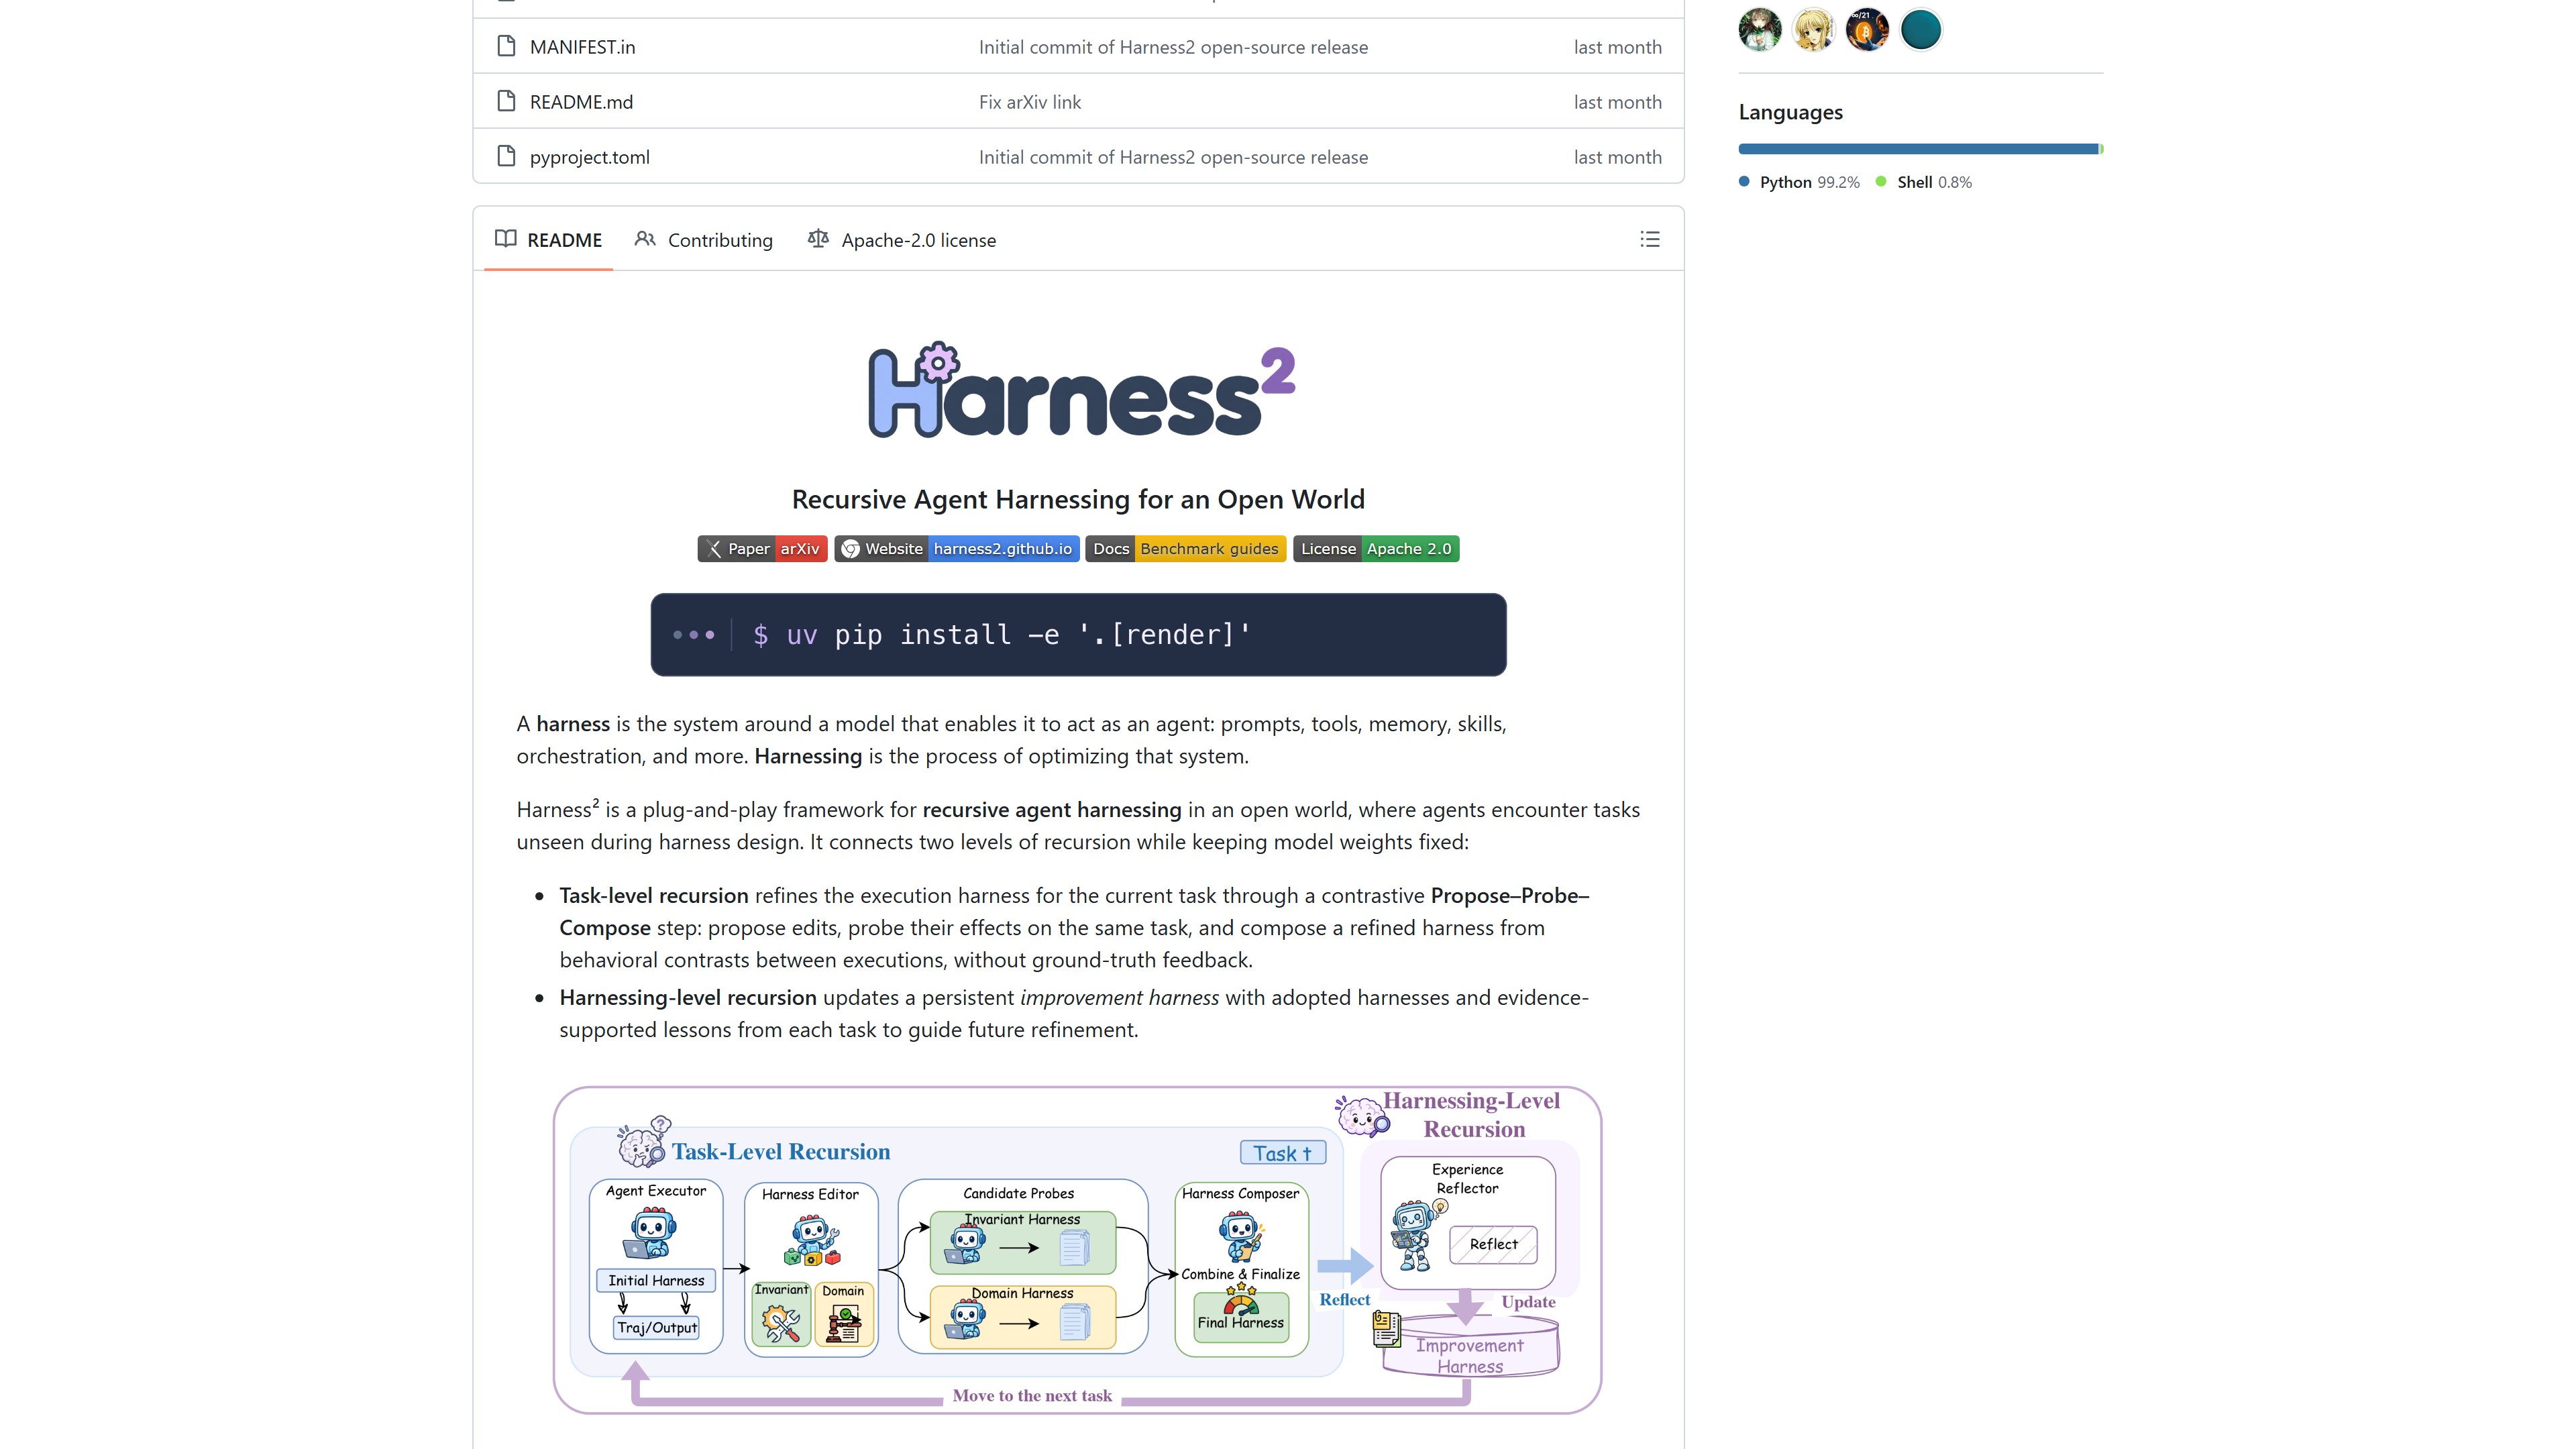 MANIFEST.in Initial commit of Harness2 open-source release last month
README.md Fix arXiv link last month
pyproject.toml Initial commit of Harness2 open-source release last month
∞/21
Languages
Python 99.2% Shell 0.8%
README Contributing Apache-2.0 license
Harness²
Recursive Agent Harnessing for an Open World
Paper arXiv Website harness2.github.io Docs Benchmark guides License Apache 2.0
$ uv pip install -e '.[render]'
A harness is the system around a model that enables it to act as an agent: prompts, tools, memory, skills,
orchestration, and more. Harnessing is the process of optimizing that system.
Harness² is a plug-and-play framework for recursive agent harnessing in an open world, where agents encounter tasks
unseen during harness design. It connects two levels of recursion while keeping model weights fixed:
• Task-level recursion refines the execution harness for the current task through a contrastive Propose–Probe–
Compose step: propose edits, probe their effects on the same task, and compose a refined harness from
behavioral contrasts between executions, without ground-truth feedback.
• Harnessing-level recursion updates a persistent improvement harness with adopted harnesses and evidence-
supported lessons from each task to guide future refinement.
Task-Level Recursion
Task t
Harnessing-Level
Recursion
Agent Executor
Initial Harness
Traj/Output
Harness Editor
Invariant
Domain
Candidate Probes
Invariant Harness
Domain Harness
Harness Composer
Combine & Finalize
Final Harness
Reflect
Experience
Reflector
Reflect
Update
Improvement
Harness
Move to the next task